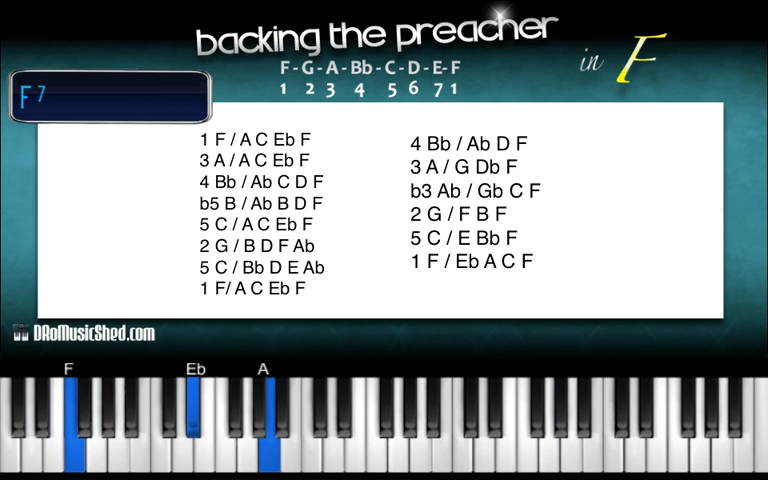 backing the preacher
in F
F-G-A-Bb-C-D-E-F
1 2 3 4 5 6 7 1
F 7
1 F / A C Eb F
3 A / A C Eb F
4 Bb / Ab C D F
b5 B / Ab B D F
5 C / A C Eb F
2 G / B D F Ab
5 C / Bb D E Ab
1 F/ A C Eb F
4 Bb / Ab D F
3 A / G Db F
b3 Ab / Gb C F
2 G / F B F
5 C / E Bb F
1 F / Eb A C F
DRoMusicShed.com
F Eb A